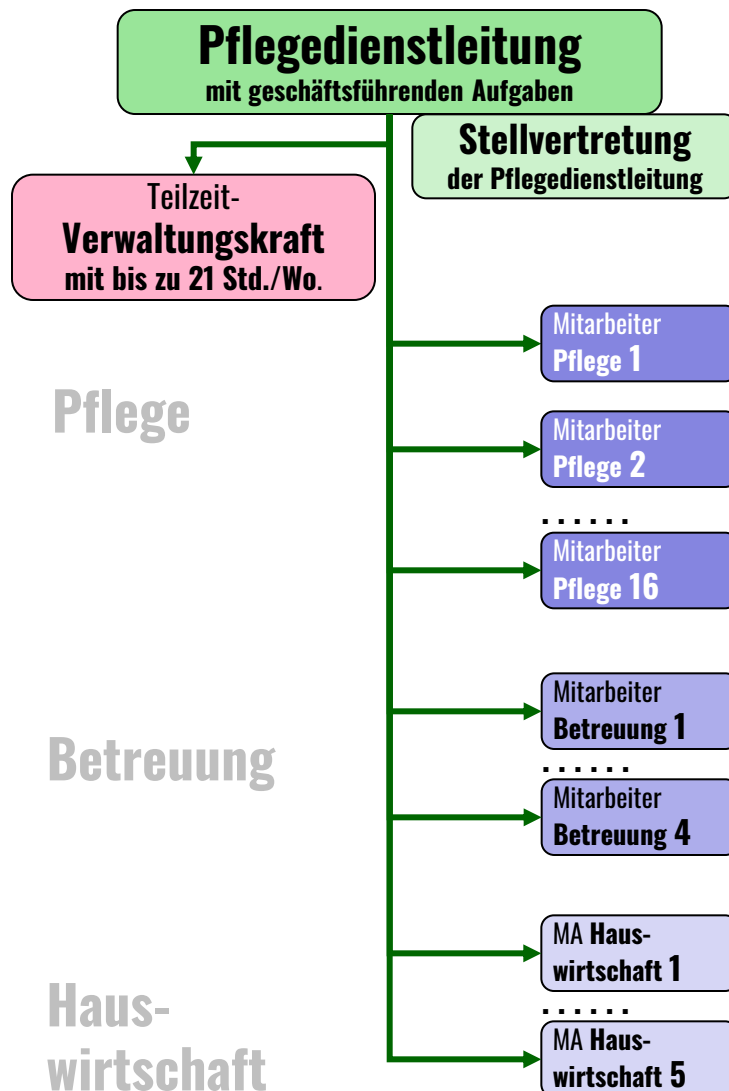 Pflegedienstleitung
mit geschäftsführenden Aufgaben
Stellvertretung
der Pflegedienstleitung
Teilzeit-
Verwaltungskraft
mit bis zu 21 Std./Wo.
Pflege
Mitarbeiter
Pflege 1
Mitarbeiter
Pflege 2
. . . . . .
Mitarbeiter
Pflege 16
Betreuung
Mitarbeiter
Betreuung 1
. . . . . .
Mitarbeiter
Betreuung 4
Haus-
wirtschaft
MA Haus-
wirtschaft 1
. . . . . .
MA Haus-
wirtschaft 5